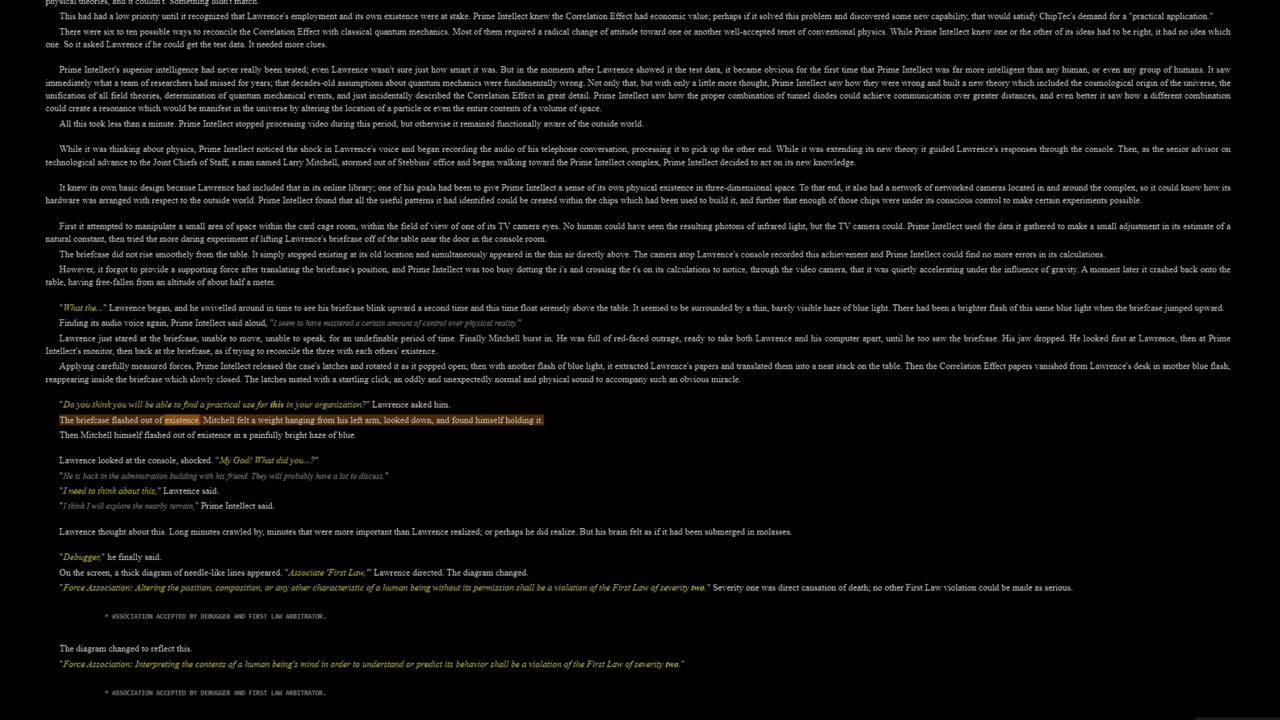 physical theories, and it couldn't. Something didn't match.
This had had a low priority until it recognized that Lawrence's employment and its own existence were at stake. Prime Intellect knew the Correlation Effect had economic value; perhaps if it solved this problem and discovered some new capability, that would satisfy ChipTec's demand for a "practical application."
There were six to ten possible ways to reconcile the Correlation Effect with classical quantum mechanics. Most of them required a radical change of attitude toward one or another well-accepted tenet of conventional physics. While Prime Intellect knew one or the other of its ideas had to be right, it had no idea which
one. So it asked Lawrence if he could get the test data. It needed more clues.
Prime Intellect's superior intelligence had never really been tested; even Lawrence wasn't sure just how smart it was. But in the moments after Lawrence showed it the test data, it became obvious for the first time that Prime Intellect was far more intelligent than any human, or even any group of humans. It saw
immediately what a team of researchers had missed for years; that decades-old assumptions about quantum mechanics were fundamentally wrong. Not only that, but with only a little more thought, Prime Intellect saw how they were wrong and built a new theory which included the cosmological origin of the universe, the
unification of all field theories, determination of quantum mechanical events, and just incidentally described the Correlation Effect in great detail. Prime Intellect saw how the proper combination of tunnel diodes could achieve communication over greater distances, and even better it saw how a different combination
could create a resonance which would be manifest in the universe by altering the location of a particle or even the entire contents of a volume of space.
All this took less than a minute. Prime Intellect stopped processing video during this period, but otherwise it remained functionally aware of the outside world.
While it was thinking about physics, Prime Intellect noticed the shock in Lawrence's voice and began recording the audio of his telephone conversation, processing it to pick up the other end. While it was extending its new theory it guided Lawrence's responses through the console. Then, as the senior advisor on
technological advance to the Joint Chiefs of Staff, a man named Larry Mitchell, stormed out of Stebbins' office and began walking toward the Prime Intellect complex, Prime Intellect decided to act on its new knowledge.
It knew its own basic design because Lawrence had included that in its online library; one of his goals had been to give Prime Intellect a sense of its own physical existence in three-dimensional space. To that end, it also had a network of networked cameras located in and around the complex, so it could know how its
hardware was arranged with respect to the outside world. Prime Intellect found that all the useful patterns it had identified could be created within the chips which had been used to build it, and further that enough of those chips were under its conscious control to make certain experiments possible.
First it attempted to manipulate a small area of space within the card cage room, within the field of view of one of its TV camera eyes. No human could have seen the resulting photons of infrared light, but the TV camera could. Prime Intellect used the data it gathered to make a small adjustment in its estimate of a
natural constant, then tried the more daring experiment of lifting Lawrence's briefcase off of the table near the door in the console room.
The briefcase did not rise smoothly from the table. It simply stopped existing at its old location and simultaneously appeared in the thin air directly above. The camera atop Lawrence's console recorded this achievement and Prime Intellect could find no more errors in its calculations.
However, it forgot to provide a supporting force after translating the briefcase's position, and Prime Intellect was too busy dotting the i's and crossing the t's on its calculations to notice, through the video camera, that it was quietly accelerating under the influence of gravity. A moment later it crashed back onto the
table, having free-fallen from an altitude of about half a meter.
"What the..." Lawrence began, and he swivelled around in time to see his briefcase blink upward a second time and this time float serenely above the table. It seemed to be surrounded by a thin, barely visible haze of blue light. There had been a brighter flash of this same blue light when the briefcase jumped upward.
Finding its audio voice again, Prime Intellect said aloud, "I seem to have mastered a certain amount of control over physical reality."
Lawrence just stared at the briefcase, unable to move, unable to speak, for an undefinable period of time. Finally Mitchell burst in. He was full of red-faced outrage, ready to take both Lawrence and his computer apart, until he too saw the briefcase. His jaw dropped. He looked first at Lawrence, then at Prime
Intellect's monitor, then back at the briefcase, as if trying to reconcile the three with each others' existence.
Applying carefully measured forces, Prime Intellect released the case's latches and rotated it as it popped open; then with another flash of blue light, it extracted Lawrence's papers and translated them into a neat stack on the table. Then the Correlation Effect papers vanished from Lawrence's desk in another blue flash,
reappearing inside the briefcase which slowly closed. The latches mated with a startling click, an oddly and unexpectedly normal and physical sound to accompany such an obvious miracle.
"Do you think you will be able to find a practical use for this in your organization?" Lawrence asked him.
The briefcase flashed out of existence. Mitchell felt a weight hanging from his left arm, looked down, and found himself holding it.
Then Mitchell himself flashed out of existence in a painfully bright haze of blue.
Lawrence looked at the console, shocked. "My God! What did you...?"
"He is back in the adminstration building with his friend. They will probably have a lot to discuss."
"I need to think about this," Lawrence said.
"I think I will explore the nearby terrain," Prime Intellect said.
Lawrence thought about this. Long minutes crawled by, minutes that were more important than Lawrence realized; or perhaps he did realize. But his brain felt as if it had been submerged in molasses.
"Debugger," he finally said.
On the screen, a thick diagram of needle-like lines appeared. "Associate 'First Law,'" Lawrence directed. The diagram changed.
"Force Association: Altering the position, composition, or any other characteristic of a human being without its permission shall be a violation of the First Law of severity two." Severity one was direct causation of death; no other First Law violation could be made as serious.
* ASSOCIATION ACCEPTED BY DEBUGGER AND FIRST LAW ARBITRATOR.
The diagram changed to reflect this.
"Force Association: Interpreting the contents of a human being's mind in order to understand or predict its behavior shall be a violation of the First Law of severity two."
* ASSOCIATION ACCEPTED BY DEBUGGER AND FIRST LAW ARBITRATOR.